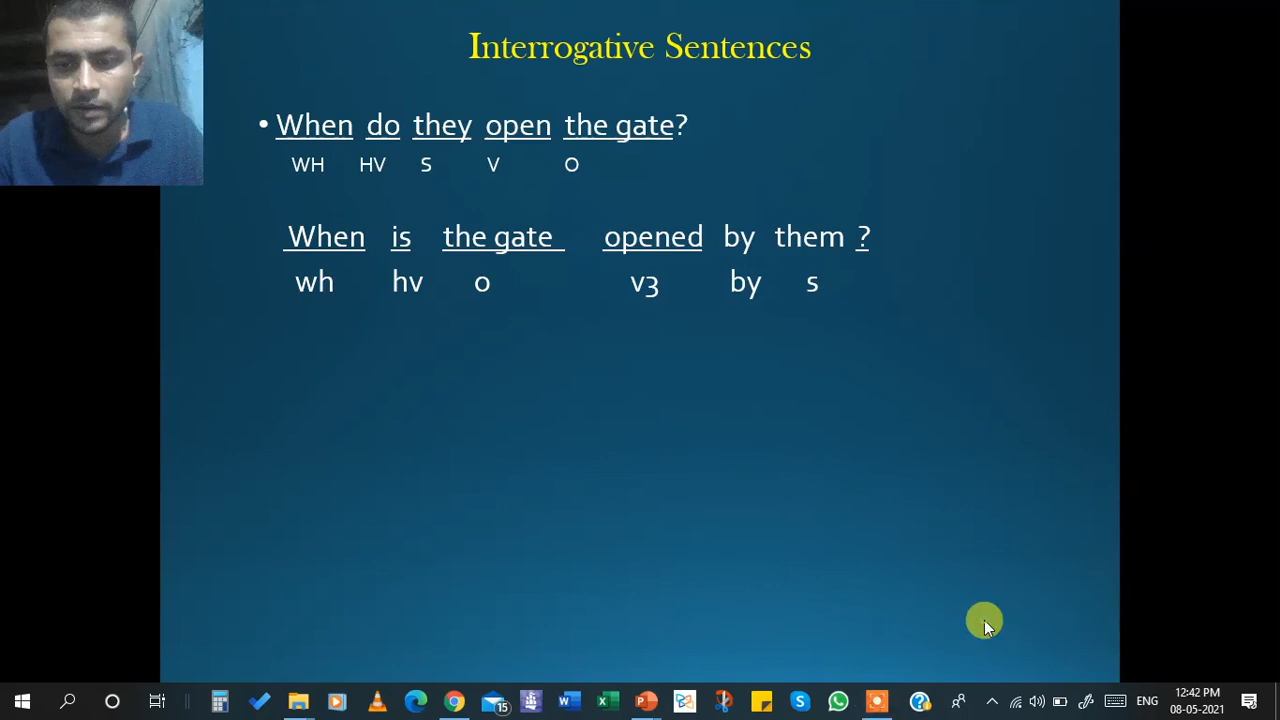 Interrogative Sentences
• When do they open the gate?
WH HV S V O
When is the gate opened by them ?
wh hv o v3 by s
15
ENG
12:42 PM
08-05-2021